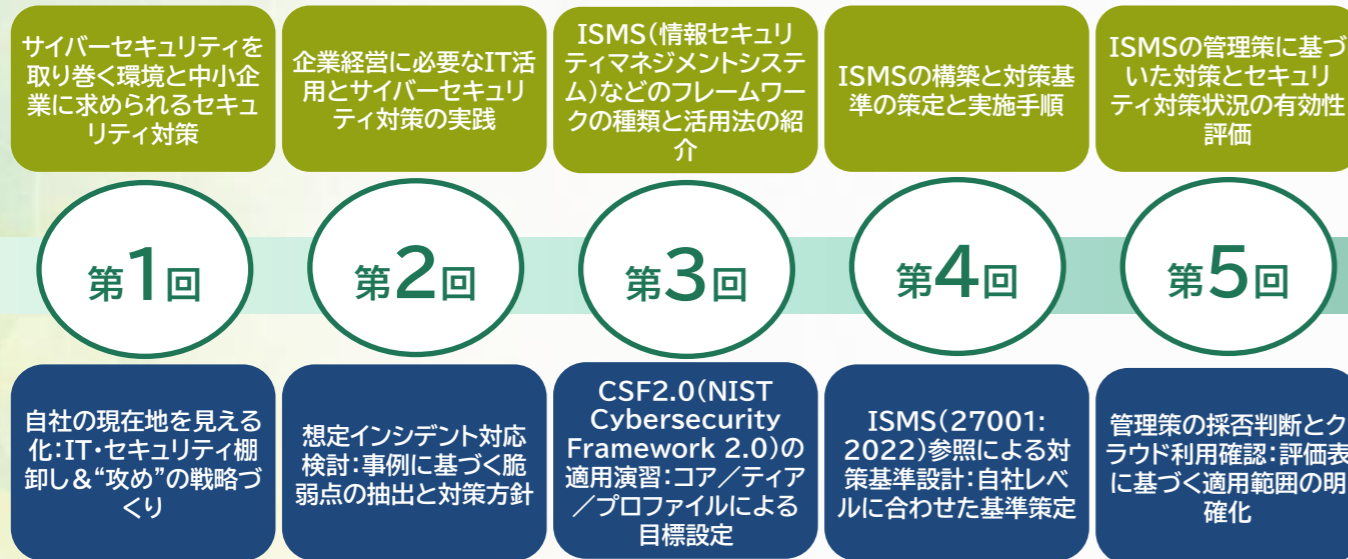 サイバーセキュリティを
取り巻く環境と中小企
業に求められるセキュ
リティ対策
企業経営に必要なIT活
用とサイバーセキュリ
ティ対策の実践
ISMS(情報セキュリ
ティマネジメントシステ
ム)などのフレームワー
クの種類と活用法の紹
介
ISMSの構築と対策基
準の策定と実施手順
ISMSの管理策に基づ
いた対策とセキュリ
ティ対策状況の有効性
評価
第1回
第2回
第3回
第4回
第5回
自社の現在地を見える
化:IT・セキュリティ棚
卸し&“攻め”の戦略づ
くり
想定インシデント対応
検討:事例に基づく脆
弱点の抽出と対策方針
CSF2.0(NIST
Cybersecurity
Framework 2.0)の
適用演習:コア/ティア
/プロファイルによる
目標設定
ISMS(27001:
2022)参照による対
策基準設計:自社レベ
ルに合わせた基準策定
管理策の採否判断とク
ラウド利用確認:評価表
に基づく適用範囲の明
確化